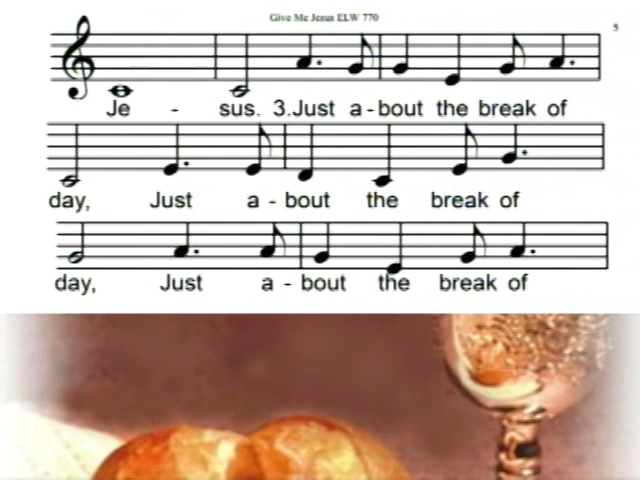 Give Me Jesus ELW 770
5
Je - sus. 3.Just a-bout the break of
day, Just a - bout the break of
day, Just a - bout the break of